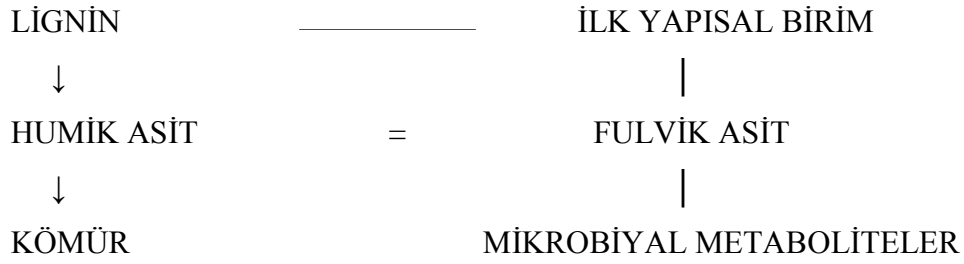 LİGNİN İLK YAPISAL BİRİM
↓ |
HUMİK ASİT = FULVİK ASİT
↓ |
KÖMÜR MİKROBİYAL METABOLİTELER